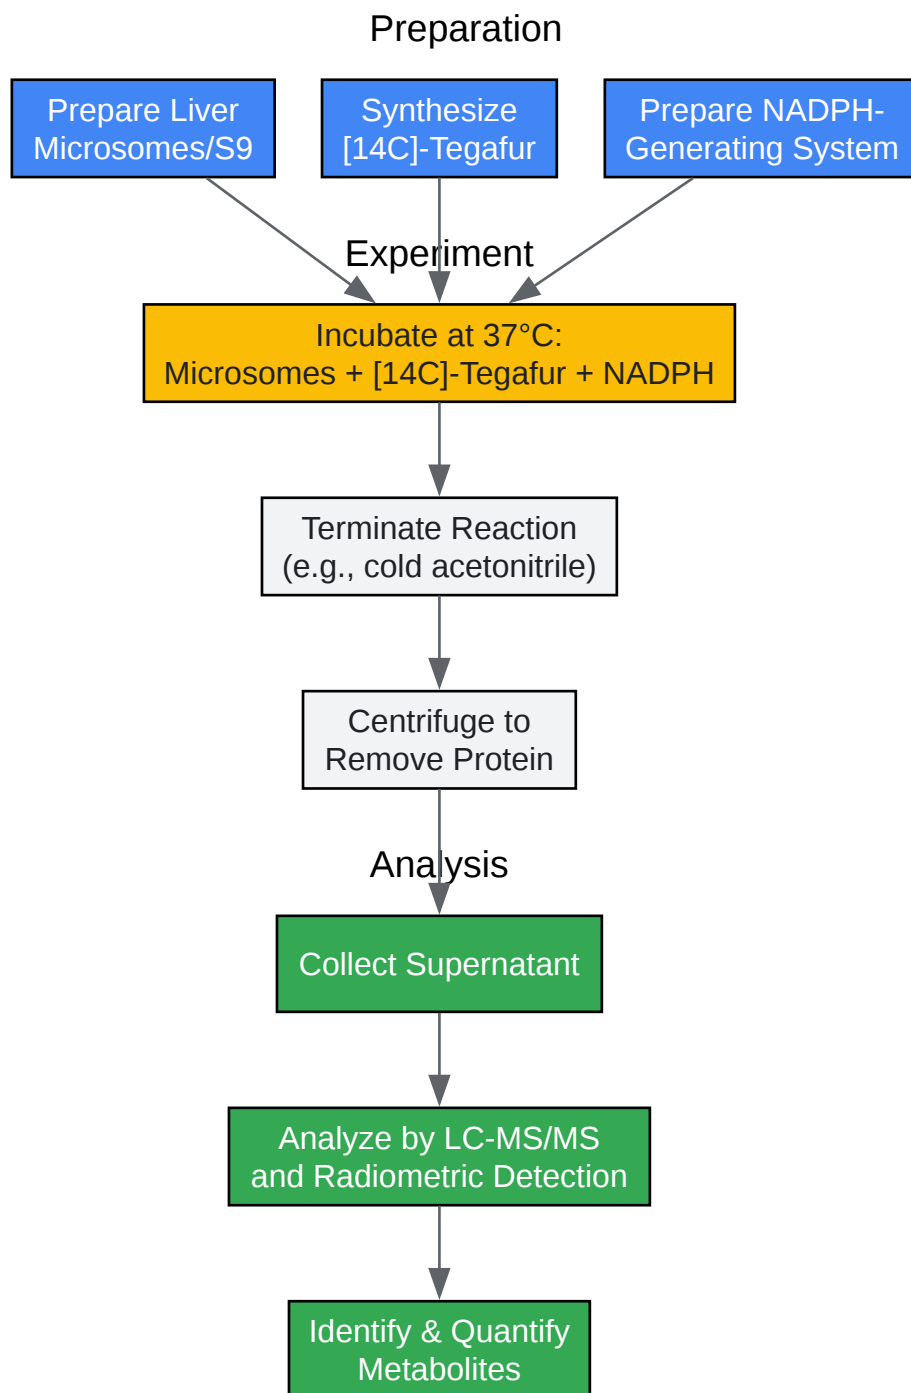 Preparation
Prepare Liver
Microsomes/S9
Synthesize
[14C]-Tegafur
Prepare NADPH-
Generating System
Experiment
Incubate at 37°C:
Microsomes + [14C]-Tegafur + NADPH
Terminate Reaction
(e.g., cold acetonitrile)
Centrifuge to
Remove Protein
Analysis
Collect Supernatant
Analyze by LC-MS/MS
and Radiometric Detection
Identify & Quantify
Metabolites